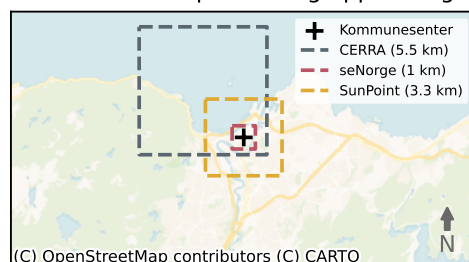 Kommunesenter
CERRA (5.5 km)
seNorge (1 km)
SunPoint (3.3 km)
N
(C) OpenStreetMap contributors (C) CARTO